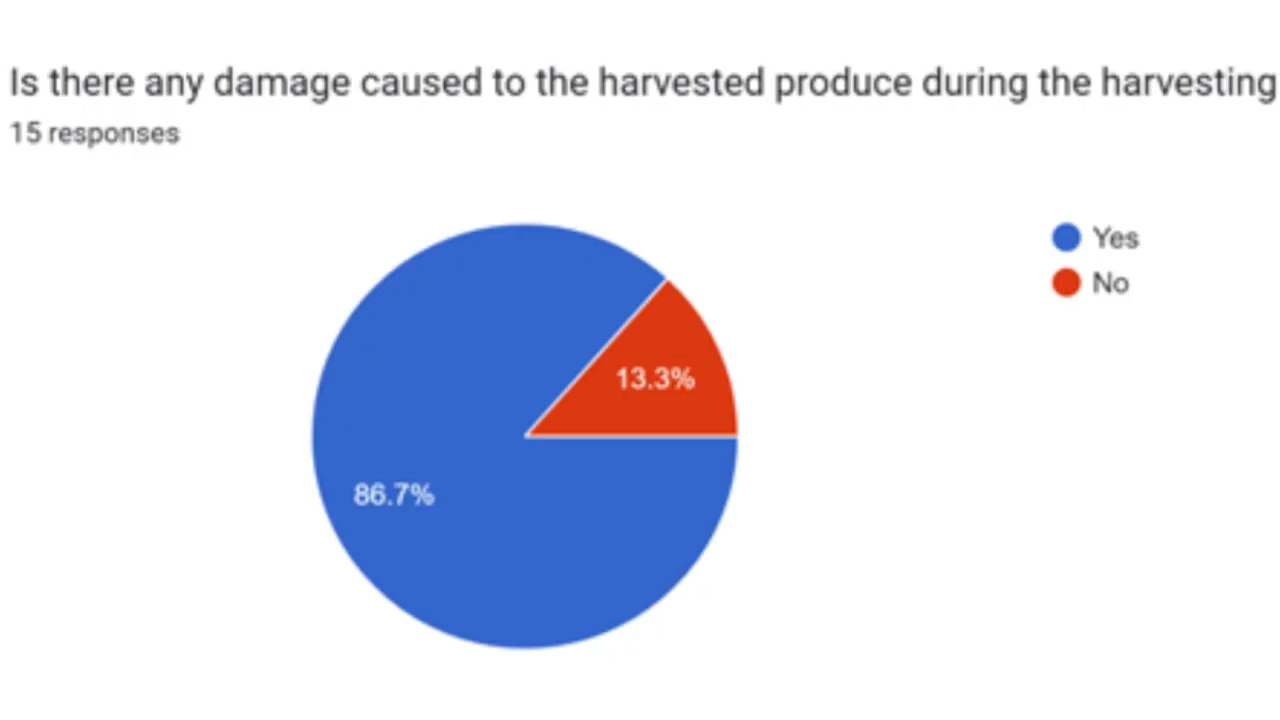 Is there any damage caused to the harvested produce during the harvesting
15 responses
Yes
No
13.3%
86.7%